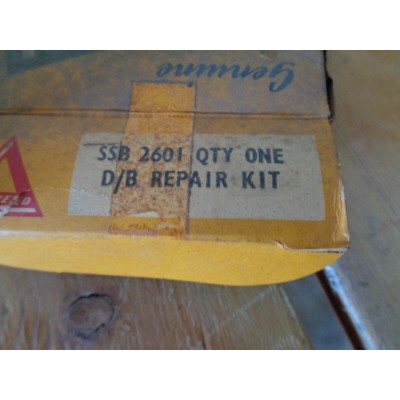 Genuine
SSB 2601 QTY ONE
D/B REPAIR KIT